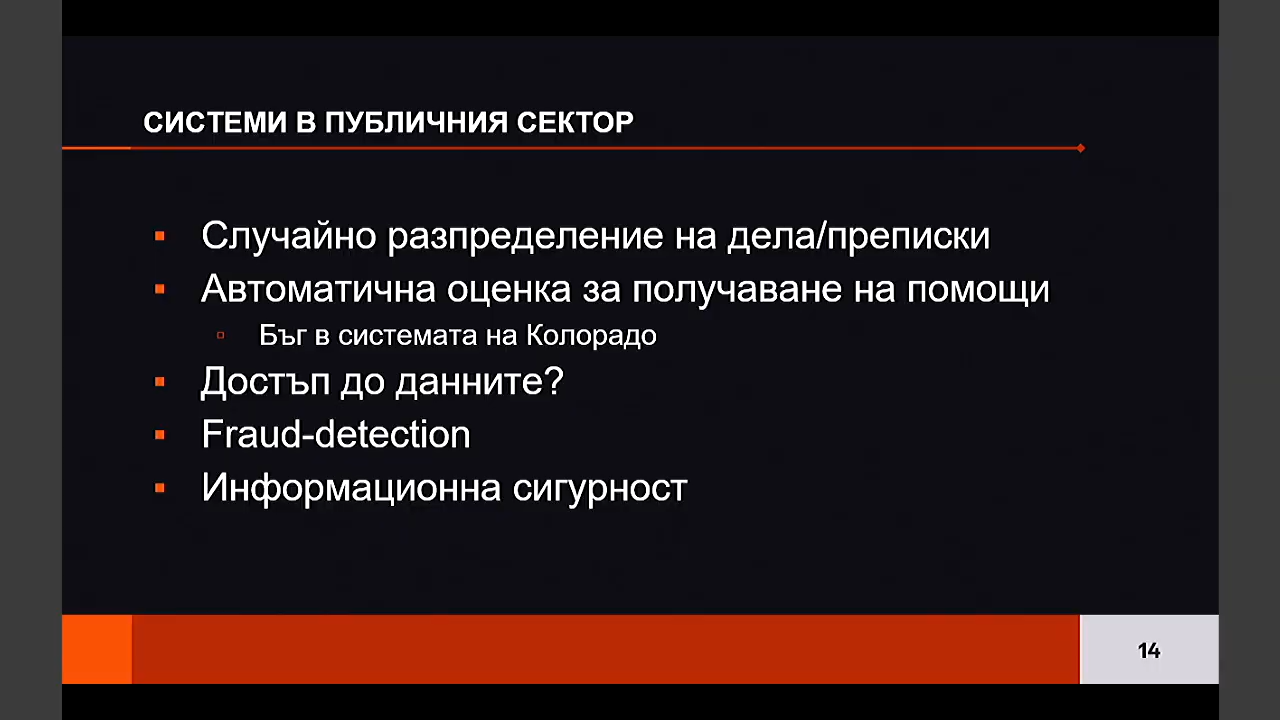 СИСТЕМИ В ПУБЛИЧНИЯ СЕКТОР
Случайно разпределение на дела/преписки
Автоматична оценка за получаване на помощи
Бъг в системата на Колорадо
Достъп до данните?
Fraud-detection
Информационна сигурност
14